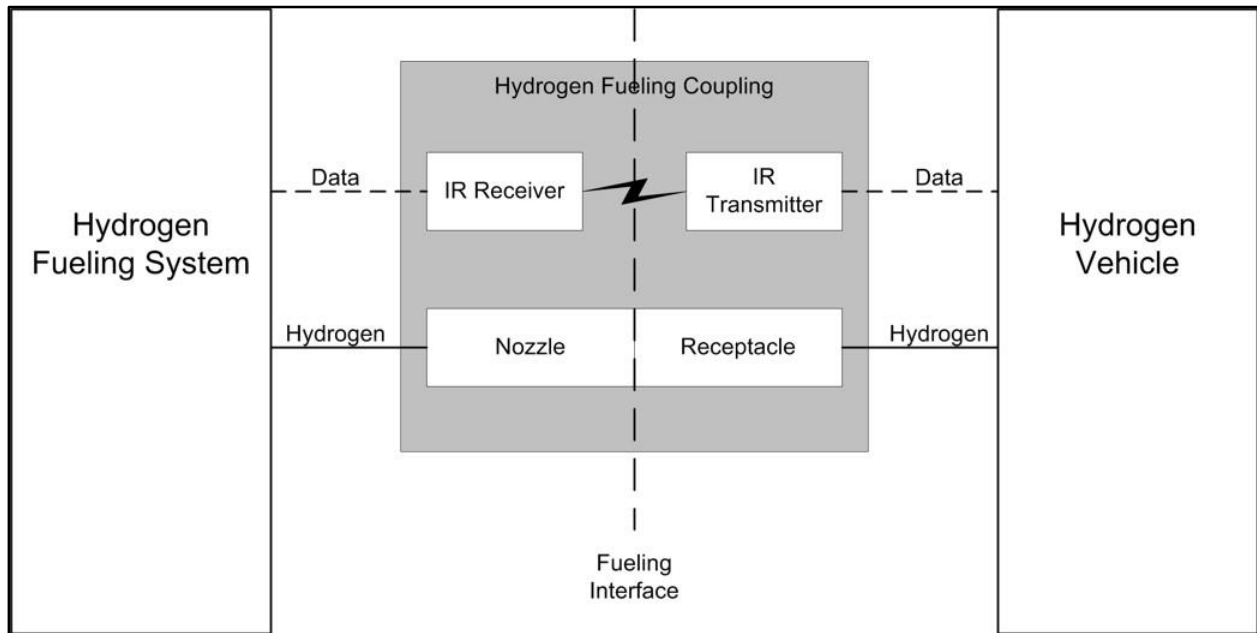 Hydrogen Fueling Coupling
Data
IR Receiver
IR
Transmitter
Data
Hydrogen
Fueling System
Hydrogen
Vehicle
Hydrogen
Nozzle
Receptacle
Hydrogen
Fueling
Interface